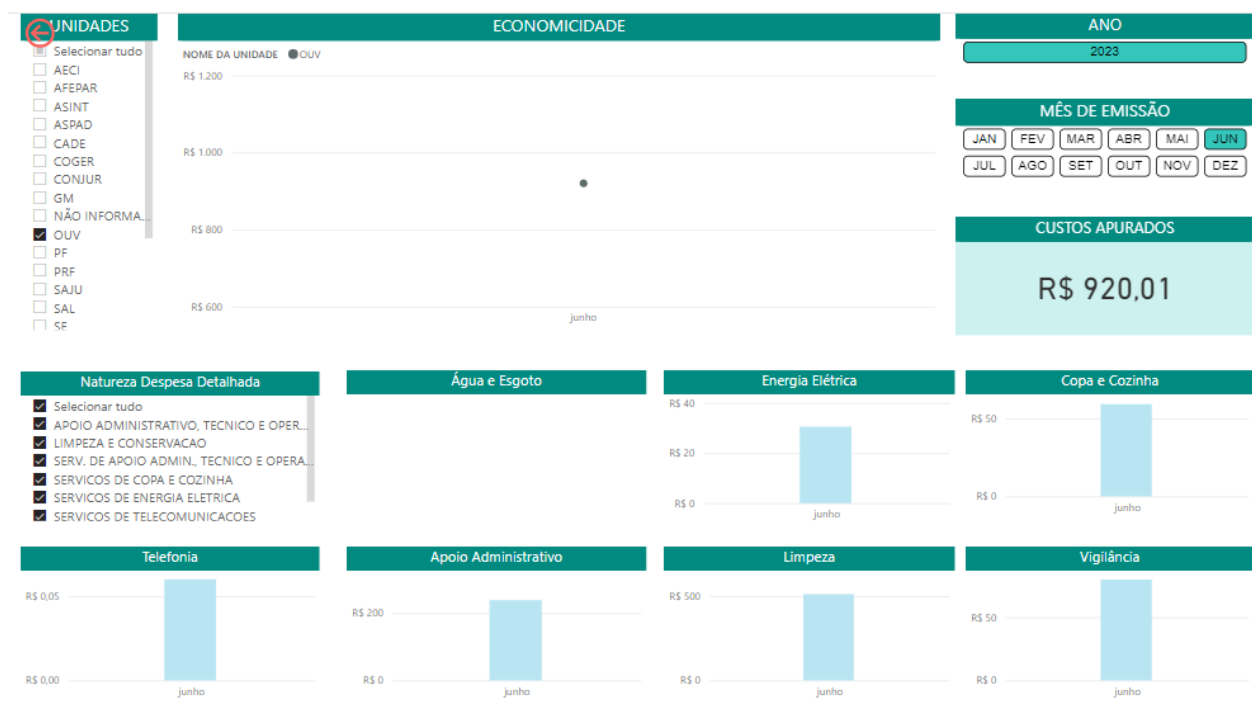 UNIDADES
Selecionar tudo
AECI
AFEPAR
ASINT
ASPAD
CADE
COGER
CONJUR
GM
NÃO INFORMA...
OUV
PF
PRF
SAJU
SAL
SE
ECONOMICIDADE
NOME DA UNIDADE OUV
R$ 1.200
R$ 1.000
R$ 800
R$ 600
junho
ANO
2023
MÊS DE EMISSÃO
JAN FEV MAR ABR MAI JUN
JUL AGO SET OUT NOV DEZ
CUSTOS APURADOS
R$ 920,01
Natureza Despesa Detalhada
Selecionar tudo
APOIO ADMINISTRATIVO, TECNICO E OPER...
LIMPEZA E CONSERVACAO
SERV. DE APOIO ADMIN., TECNICO E OPERA...
SERVICOS DE COPA E COZINHA
SERVICOS DE ENERGIA ELETRICA
SERVICOS DE TELECOMUNICACOES
Água e Esgoto
Energia Elétrica
R$ 40
R$ 20
R$ 0
junho
Copa e Cozinha
R$ 50
R$ 0
junho
Telefonia
R$ 0,05
R$ 0,00
junho
Apoio Administrativo
R$ 200
R$ 0
junho
Limpeza
R$ 500
R$ 0
junho
Vigilância
R$ 50
R$ 0
junho